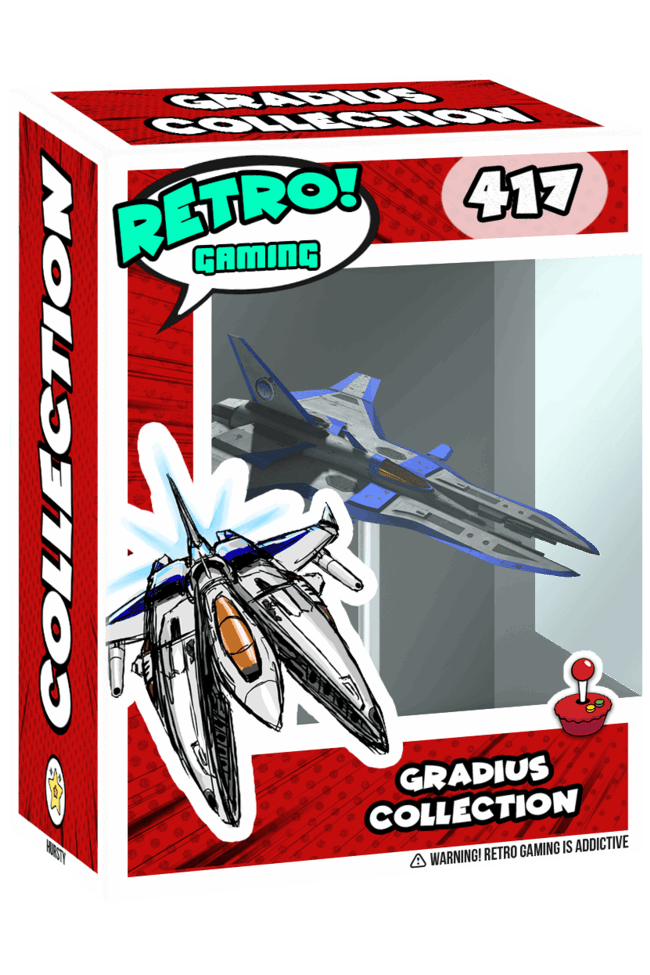 GRADIUS
COLLECTION
RETRO!
GAMING
417
COLLECTION
HURSTY
GRADIUS
COLLECTION
WARNING! RETRO GAMING IS ADDICTIVE